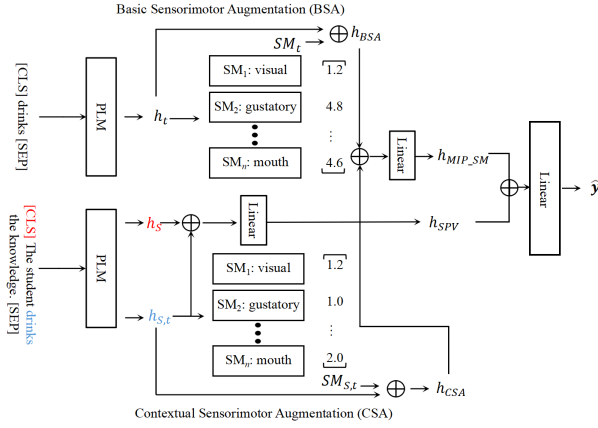 Basic Sensorimotor Augmentation (BSA)
[CLS] drinks [SEP]
PLM
h_t
SM_t
h_BSA
SM_1: visual
1.2
SM_2: gustatory
4.8
⋮
SM_n: mouth
4.6
Linear
h_MIP_SM
Linear
ŷ
[CLS] The student drinks
the knowledge. [SEP]
PLM
h_S
Linear
h_SPV
h_S,t
SM_1: visual
1.2
SM_2: gustatory
1.0
⋮
SM_n: mouth
2.0
SM_S,t
h_CSA
Contextual Sensorimotor Augmentation (CSA)